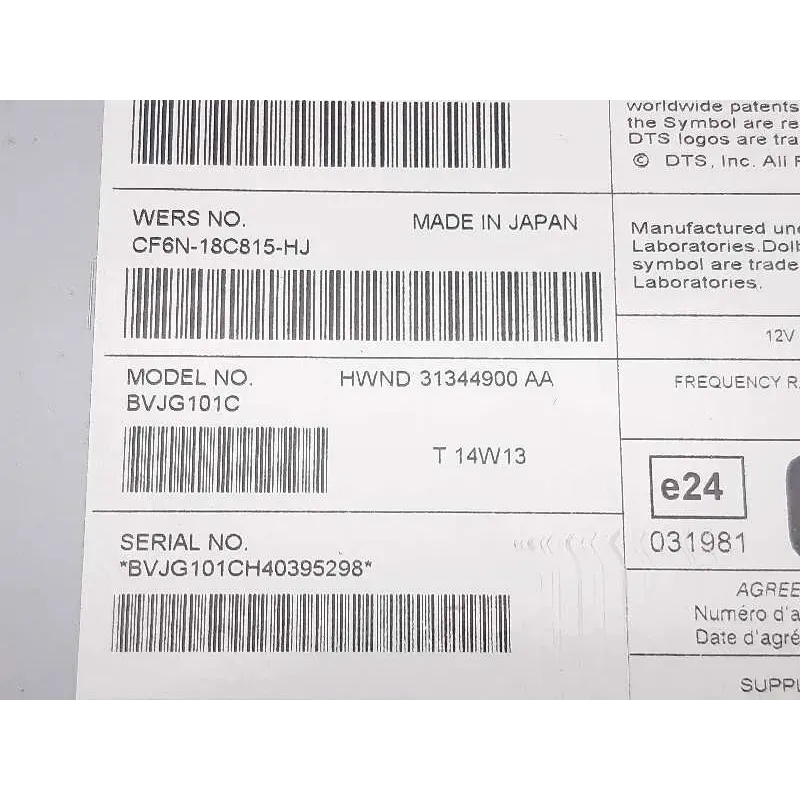 worldwide patents
the Symbol are re
DTS logos are tra
© DTS, Inc. All
WERS NO.
CF6N-18C815-HJ
MADE IN JAPAN
Manufactured un
Laboratories.Dol
symbol are trade
Laboratories.
12V
MODEL NO.
BVJG101C
HWND 31344900 AA
T 14W13
FREQUENCY R
e24
031981
SERIAL NO.
*BVJG101CH40395298*
AGREE
Numéro d'a
Date d'agré
SUPPL